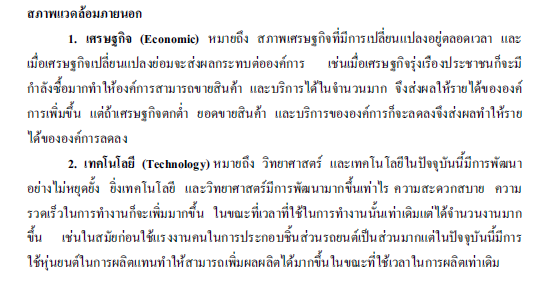 สภาพแวดล้อมภายนอก
1. เศรษฐกิจ (Economic) หมายถึง สภาพเศรษฐกิจที่มีการเปลี่ยนแปลงอยู่ตลอดเวลา และ
เมื่อเศรษฐกิจเปลี่ยนแปลงย่อมจะส่งผลกระทบต่อองค์การ เช่นเมื่อเศรษฐกิจรุ่งเรืองประชาชนก็จะมี
กำลังซื้อมากทำให้องค์การสามารถขายสินค้า และบริการได้ในจำนวนมาก จึงส่งผลให้รายได้ขององค์
การเพิ่มขึ้น แต่ถ้าเศรษฐกิจตกต่ำ ยอดขายสินค้า และบริการขององค์การก็จะลดลงจึงส่งผลทำให้ราย
ได้ขององค์การลดลง
2. เทคโนโลยี (Technology) หมายถึง วิทยาศาสตร์ และเทคโนโลยีในปัจจุบันนี้มีการพัฒนา
อย่างไม่หยุดยั้ง ยิ่งเทคโนโลยี และวิทยาศาสตร์มีการพัฒนามากขึ้นเท่าไร ความสะดวกสบาย ความ
รวดเร็วในการทำงานก็จะเพิ่มมากขึ้น ในขณะที่เวลาที่ใช้ในการทำงานนั้นเท่าเดิมแต่ได้จำนวนงานมาก
ขึ้น เช่นในสมัยก่อนใช้แรงงานคนในการประกอบชิ้นส่วนรถยนต์เป็นส่วนมากแต่ในปัจจุบันนี้มีการ
ใช้หุ่นยนต์ในการผลิตแทนทำให้สามารถเพิ่มผลผลิตได้มากขึ้นในขณะที่ใช้เวลาในการผลิตเท่าเดิม